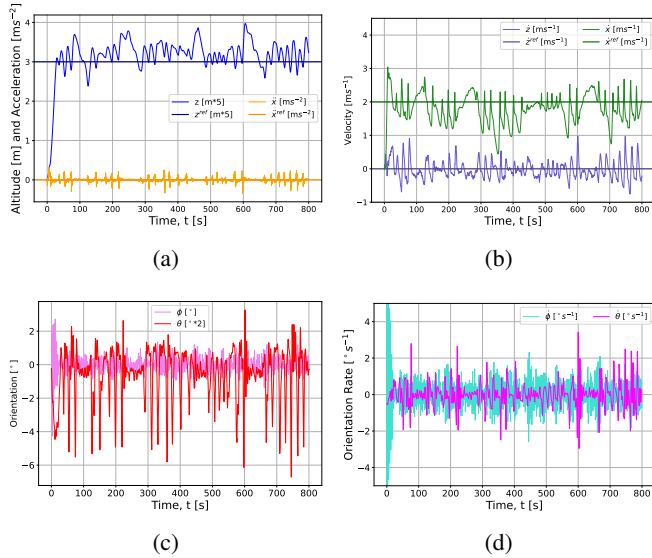 Altitude [m] and Acceleration [ms⁻²]
4
3
2
1
0
z [m*5]
zʳᵉᶠ [m*5]
ẍ [ms⁻²]
ẍʳᵉᶠ [ms⁻²]
0 100 200 300 400 500 600 700 800
Time, t [s]
(a)
Velocity [ms⁻¹]
4
3
2
1
0
−1
ż [ms⁻¹]
żʳᵉᶠ [ms⁻¹]
ẋ [ms⁻¹]
ẋʳᵉᶠ [ms⁻¹]
0 100 200 300 400 500 600 700 800
Time, t [s]
(b)
Orientation [°]
2
0
−2
−4
−6
ϕ [°]
θ [°*2]
0 100 200 300 400 500 600 700 800
Time, t [s]
(c)
Orientation Rate [°s⁻¹]
4
2
0
−2
−4
ϕ̇ [°s⁻¹]
θ̇ [°s⁻¹]
0 100 200 300 400 500 600 700 800
Time, t [s]
(d)